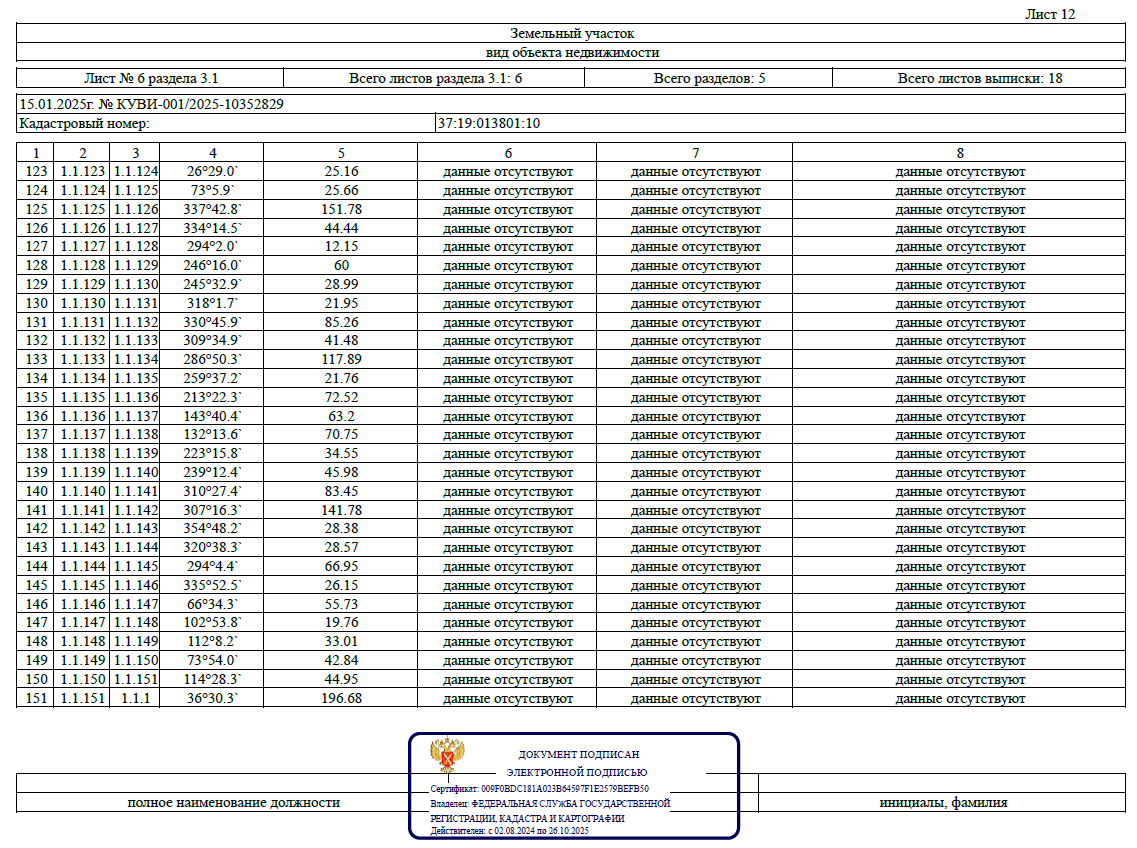 Лист 12
Земельный участок
вид объекта недвижимости
Лист № 6 раздела 3.1 Всего листов раздела 3.1: 6 Всего разделов: 5 Всего листов выписки: 18
15.01.2025г. № КУВИ-001/2025-10352829
Кадастровый номер: 37:19:013801:10
1 2 3 4 5 6 7 8
123 1.1.123 1.1.124 26°29.0` 25.16 данные отсутствуют данные отсутствуют данные отсутствуют
124 1.1.124 1.1.125 73°5.9` 25.66 данные отсутствуют данные отсутствуют данные отсутствуют
125 1.1.125 1.1.126 337°42.8` 151.78 данные отсутствуют данные отсутствуют данные отсутствуют
126 1.1.126 1.1.127 334°14.5` 44.44 данные отсутствуют данные отсутствуют данные отсутствуют
127 1.1.127 1.1.128 294°2.0` 12.15 данные отсутствуют данные отсутствуют данные отсутствуют
128 1.1.128 1.1.129 246°16.0` 60 данные отсутствуют данные отсутствуют данные отсутствуют
129 1.1.129 1.1.130 245°32.9` 28.99 данные отсутствуют данные отсутствуют данные отсутствуют
130 1.1.130 1.1.131 318°1.7` 21.95 данные отсутствуют данные отсутствуют данные отсутствуют
131 1.1.131 1.1.132 330°45.9` 85.26 данные отсутствуют данные отсутствуют данные отсутствуют
132 1.1.132 1.1.133 309°34.9` 41.48 данные отсутствуют данные отсутствуют данные отсутствуют
133 1.1.133 1.1.134 286°50.3` 117.89 данные отсутствуют данные отсутствуют данные отсутствуют
134 1.1.134 1.1.135 259°37.2` 21.76 данные отсутствуют данные отсутствуют данные отсутствуют
135 1.1.135 1.1.136 213°22.3` 72.52 данные отсутствуют данные отсутствуют данные отсутствуют
136 1.1.136 1.1.137 143°40.4` 63.2 данные отсутствуют данные отсутствуют данные отсутствуют
137 1.1.137 1.1.138 132°13.6` 70.75 данные отсутствуют данные отсутствуют данные отсутствуют
138 1.1.138 1.1.139 223°15.8` 34.55 данные отсутствуют данные отсутствуют данные отсутствуют
139 1.1.139 1.1.140 239°12.4` 45.98 данные отсутствуют данные отсутствуют данные отсутствуют
140 1.1.140 1.1.141 310°27.4` 83.45 данные отсутствуют данные отсутствуют данные отсутствуют
141 1.1.141 1.1.142 307°16.3` 141.78 данные отсутствуют данные отсутствуют данные отсутствуют
142 1.1.142 1.1.143 354°48.2` 28.38 данные отсутствуют данные отсутствуют данные отсутствуют
143 1.1.143 1.1.144 320°38.3` 28.57 данные отсутствуют данные отсутствуют данные отсутствуют
144 1.1.144 1.1.145 294°4.4` 66.95 данные отсутствуют данные отсутствуют данные отсутствуют
145 1.1.145 1.1.146 335°52.5` 26.15 данные отсутствуют данные отсутствуют данные отсутствуют
146 1.1.146 1.1.147 66°34.3` 55.73 данные отсутствуют данные отсутствуют данные отсутствуют
147 1.1.147 1.1.148 102°53.8` 19.76 данные отсутствуют данные отсутствуют данные отсутствуют
148 1.1.148 1.1.149 112°8.2` 33.01 данные отсутствуют данные отсутствуют данные отсутствуют
149 1.1.149 1.1.150 73°54.0` 42.84 данные отсутствуют данные отсутствуют данные отсутствуют
150 1.1.150 1.1.151 114°28.3` 44.95 данные отсутствуют данные отсутствуют данные отсутствуют
151 1.1.151 1.1.1 36°30.3` 196.68 данные отсутствуют данные отсутствуют данные отсутствуют
ДОКУМЕНТ ПОДПИСАН
ЭЛЕКТРОННОЙ ПОДПИСЬЮ
Сертификат: 009F0BDC181A023B64597F1E2579BEFB50
Владелец: ФЕДЕРАЛЬНАЯ СЛУЖБА ГОСУДАРСТВЕННОЙ
РЕГИСТРАЦИИ, КАДАСТРА И КАРТОГРАФИИ
Действителен: с 02.08.2024 по 26.10.2025
полное наименование должности инициалы, фамилия